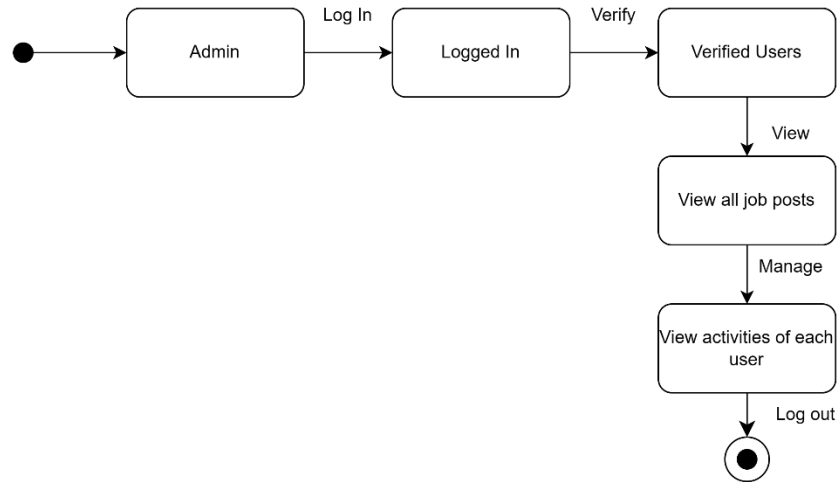 Log In
Verify
Admin
Logged In
Verified Users
View
View all job posts
Manage
View activities of each
user
Log out